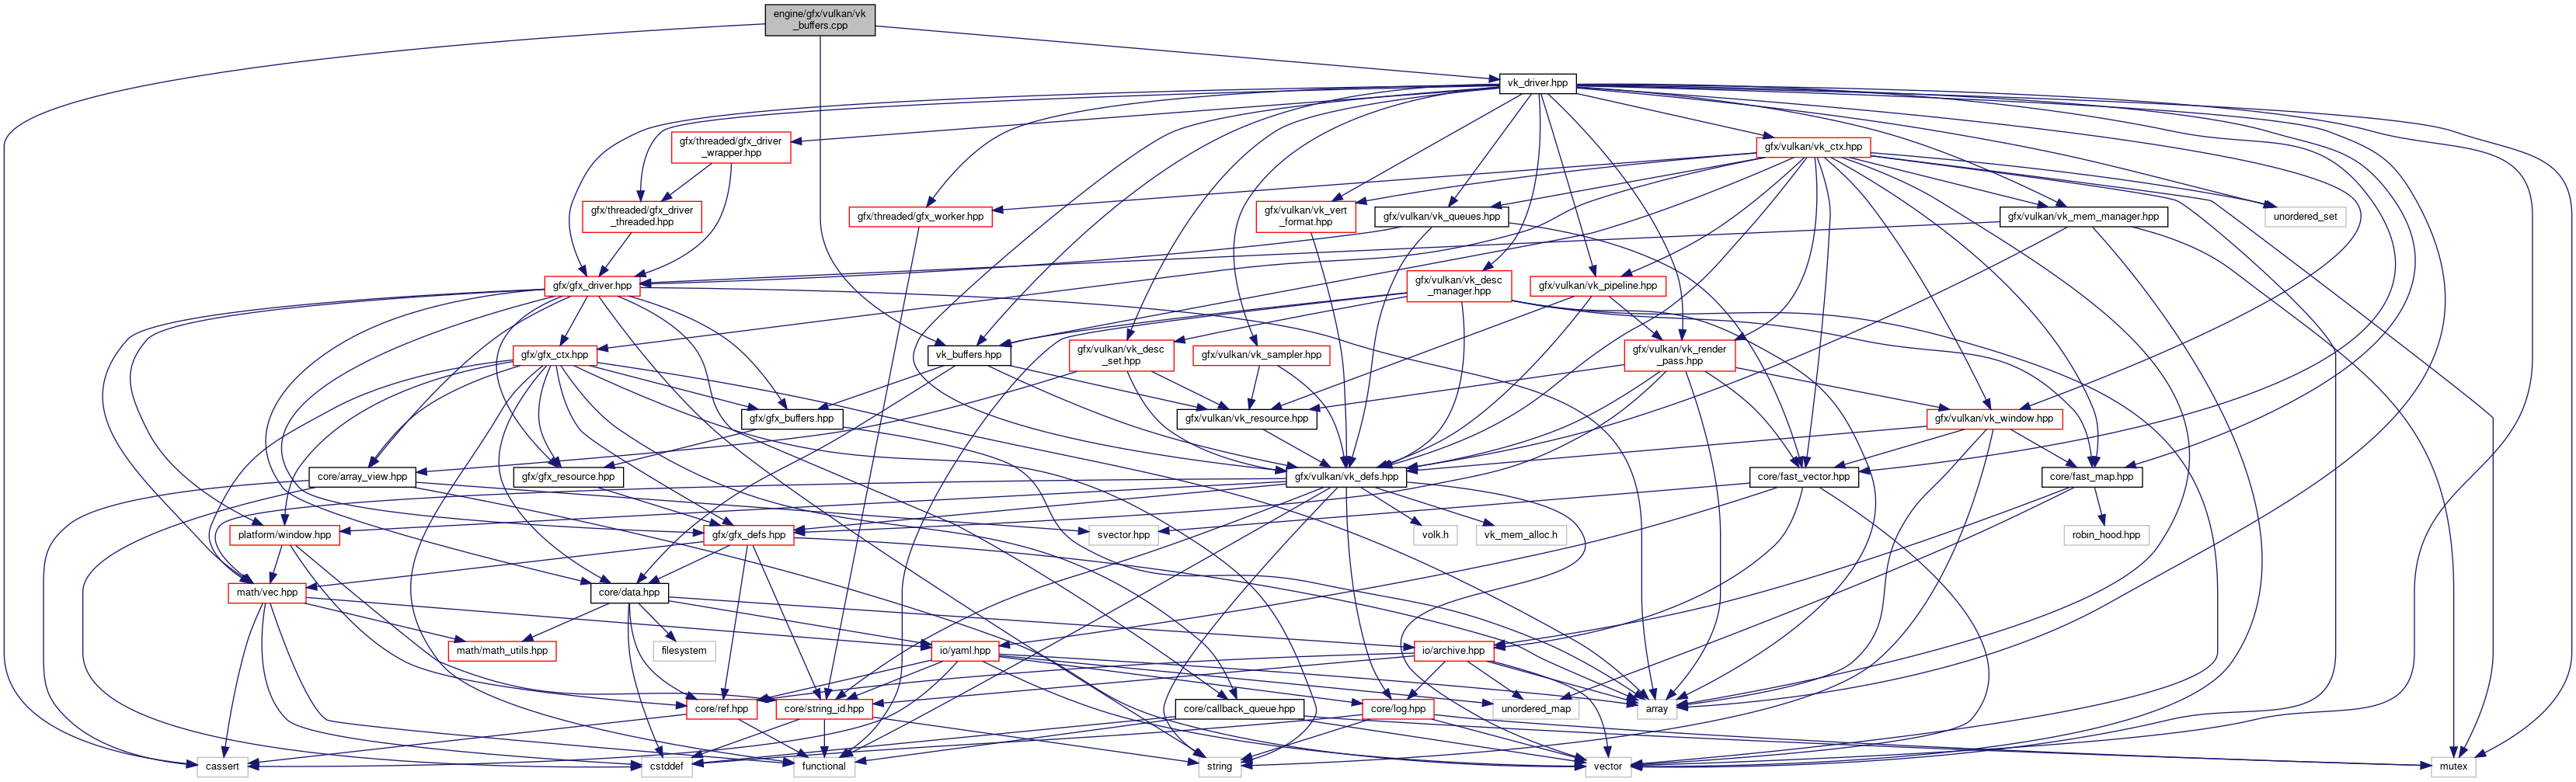 engine/gfx/vulkan/vk
_buffers.cpp
vk_driver.hpp
gfx/threaded/gfx_driver
_wrapper.hpp
gfx/vulkan/vk_ctx.hpp
gfx/threaded/gfx_driver
_threaded.hpp
gfx/threaded/gfx_worker.hpp
gfx/vulkan/vk_vert
_format.hpp
gfx/vulkan/vk_queues.hpp
gfx/vulkan/vk_mem_manager.hpp
unordered_set
gfx/gfx_driver.hpp
gfx/vulkan/vk_desc
_manager.hpp
gfx/vulkan/vk_pipeline.hpp
gfx/gfx_ctx.hpp
vk_buffers.hpp
gfx/vulkan/vk_desc
_set.hpp
gfx/vulkan/vk_sampler.hpp
gfx/vulkan/vk_render
_pass.hpp
gfx/gfx_buffers.hpp
gfx/vulkan/vk_resource.hpp
gfx/vulkan/vk_window.hpp
core/array_view.hpp
gfx/gfx_resource.hpp
gfx/vulkan/vk_defs.hpp
core/fast_vector.hpp
core/fast_map.hpp
platform/window.hpp
gfx/gfx_defs.hpp
svector.hpp
volk.h
vk_mem_alloc.h
robin_hood.hpp
math/vec.hpp
core/data.hpp
math/math_utils.hpp
filesystem
io/yaml.hpp
io/archive.hpp
core/ref.hpp
core/string_id.hpp
core/callback_queue.hpp
core/log.hpp
unordered_map
array
cassert
cstddef
functional
string
vector
mutex